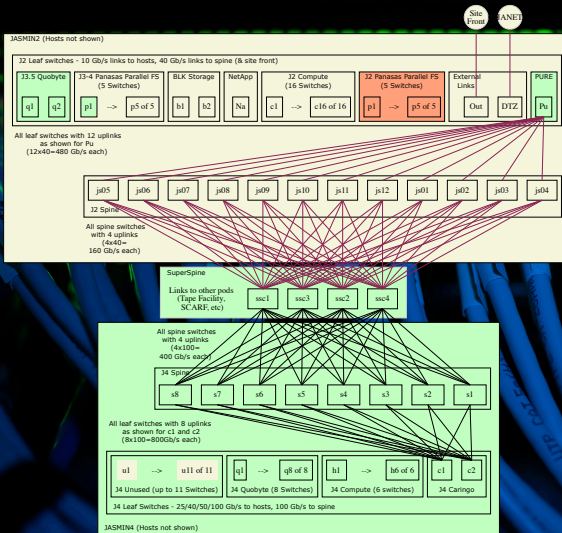 Site
Front
JANET
JASMIN2 (Hosts not shown)
J2 Leaf switches - 10 Gb/s links to hosts, 40 Gb/s links to spine (& site front)
J3.5 Quobyte
q1 q2
J3-4 Panasas Parallel FS
(5 Switches)
p1 --> p5 of 5
BLK Storage
b1 b2
NetApp
Na
J2 Compute
(16 Switches)
c1 --> c16 of 16
J2 Panasas Parallel FS
(5 Switches)
p1 --> p5 of 5
External
Links
Out DTZ
PURE
Pu
All leaf switches with 12 uplinks
as shown for Pu
(12x40=480 Gb/s each)
js05 js06 js07 js08 js09 js10 js11 js12 js01 js02 js03 js04
J2 Spine
All spine switches
with 4 uplinks
(4x40=
160 Gb/s each)
SuperSpine
Links to other pods
(Tape Facility,
SCARF, etc)
ssc1 ssc3 ssc2 ssc4
All spine switches
with 4 uplinks
(4x100=
400 Gb/s each)
J4 Spine
s8 s7 s6 s5 s4 s3 s2 s1
All leaf switches with 8 uplinks
as shown for c1 and c2
(8x100=800Gb/s each)
u1 --> u11 of 11
J4 Unused (up to 11 Switches)
q1 --> q8 of 8
J4 Quobyte (8 Switches)
h1 --> h6 of 6
J4 Compute (6 switches)
c1 c2
J4 Caringo
J4 Leaf Switches - 25/40/50/100 Gb/s to hosts, 100 Gb/s to spine
JASMIN4 (Hosts not shown)